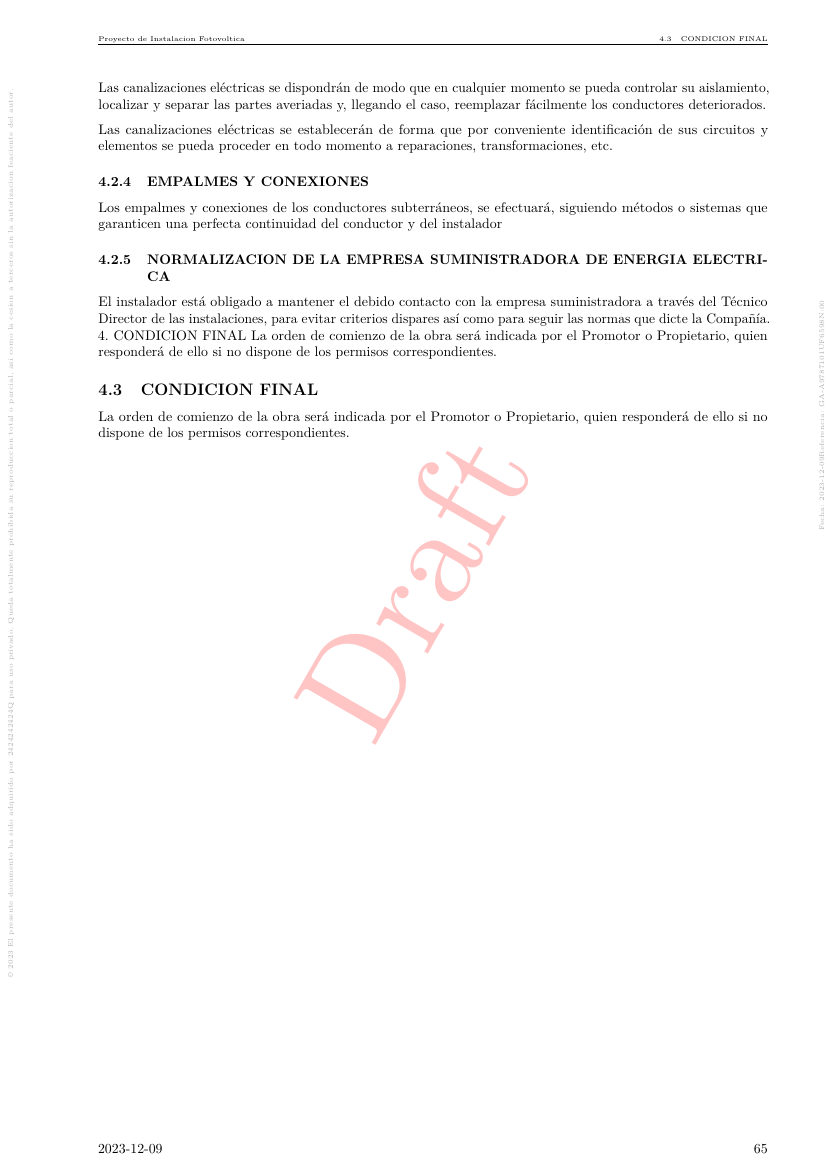 Proyecto de Instalacion Fotovoltica 4.3 CONDICION FINAL
Las canalizaciones eléctricas se dispondrán de modo que en cualquier momento se pueda controlar su aislamiento,
localizar y separar las partes averiadas y, llegando el caso, reemplazar fácilmente los conductores deteriorados.
Las canalizaciones eléctricas se establecerán de forma que por conveniente identificación de sus circuitos y
elementos se pueda proceder en todo momento a reparaciones, transformaciones, etc.
4.2.4 EMPALMES Y CONEXIONES
Los empalmes y conexiones de los conductores subterráneos, se efectuará, siguiendo métodos o sistemas que
garanticen una perfecta continuidad del conductor y del instalador
4.2.5 NORMALIZACION DE LA EMPRESA SUMINISTRADORA DE ENERGIA ELECTRI-
CA
El instalador está obligado a mantener el debido contacto con la empresa suministradora a través del Técnico
Director de las instalaciones, para evitar criterios dispares así como para seguir las normas que dicte la Compañía.
4. CONDICION FINAL La orden de comienzo de la obra será indicada por el Promotor o Propietario, quien
responderá de ello si no dispone de los permisos correspondientes.
4.3 CONDICION FINAL
La orden de comienzo de la obra será indicada por el Promotor o Propietario, quien responderá de ello si no
dispone de los permisos correspondientes.
Draft
© 2023 El presente documento ha sido adquirido por 2424242424Q para uso privado. Queda totalmente prohibida su reproduccion total o parcial, asi como la cesion a terceros sin la autorizacion del autor.
Fecha: 2023-12-09Referencia:
2023-12-09 65